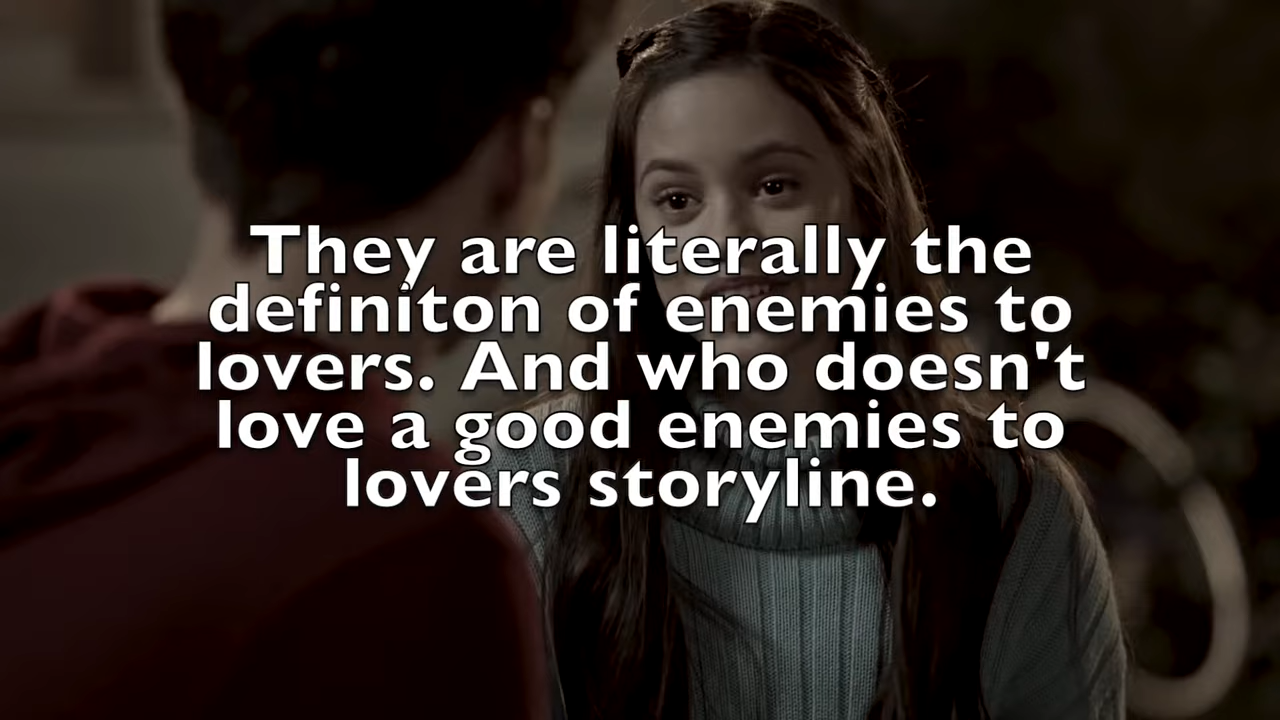 They are literally the
definiton of enemies to
lovers. And who doesn't
love a good enemies to
lovers storyline.